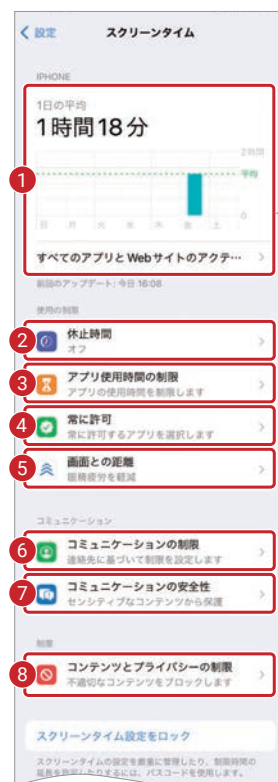 設定
スクリーンタイム
IPHONE
1日の平均
1時間18分
2時間
平均
0
日 月 火 水 木 金 土
すべてのアプリとWebサイトのアクテ…
前回のアップデート: 今日 16:08
使用の制限
休止時間
オフ
アプリ使用時間の制限
アプリの使用時間を制限します
常に許可
常に許可するアプリを選択します
画面との距離
眼精疲労を軽減
コミュニケーション
コミュニケーションの制限
連絡先に基づいて制限を設定します
コミュニケーションの安全性
センシティブなコンテンツから保護
制限
コンテンツとプライバシーの制限
不適切なコンテンツをブロックします
スクリーンタイム設定をロック
スクリーンタイムの設定を厳重に管理したり、制限時間の
延長を許可したりするには、パスコードを使用します。
1
2
3
4
5
6
7
8